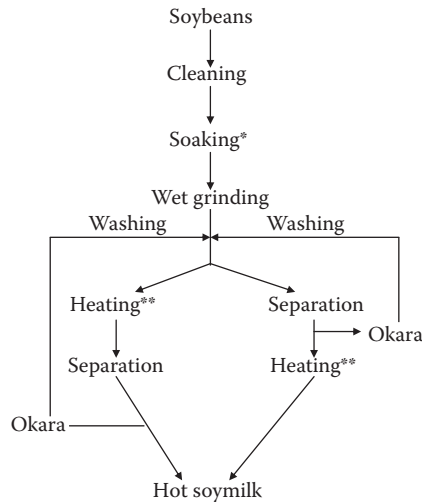 Soybeans
Cleaning
Soaking*
Wet grinding
Washing Washing
Heating** Separation
Okara
Separation Heating**
Okara
Hot soymilk